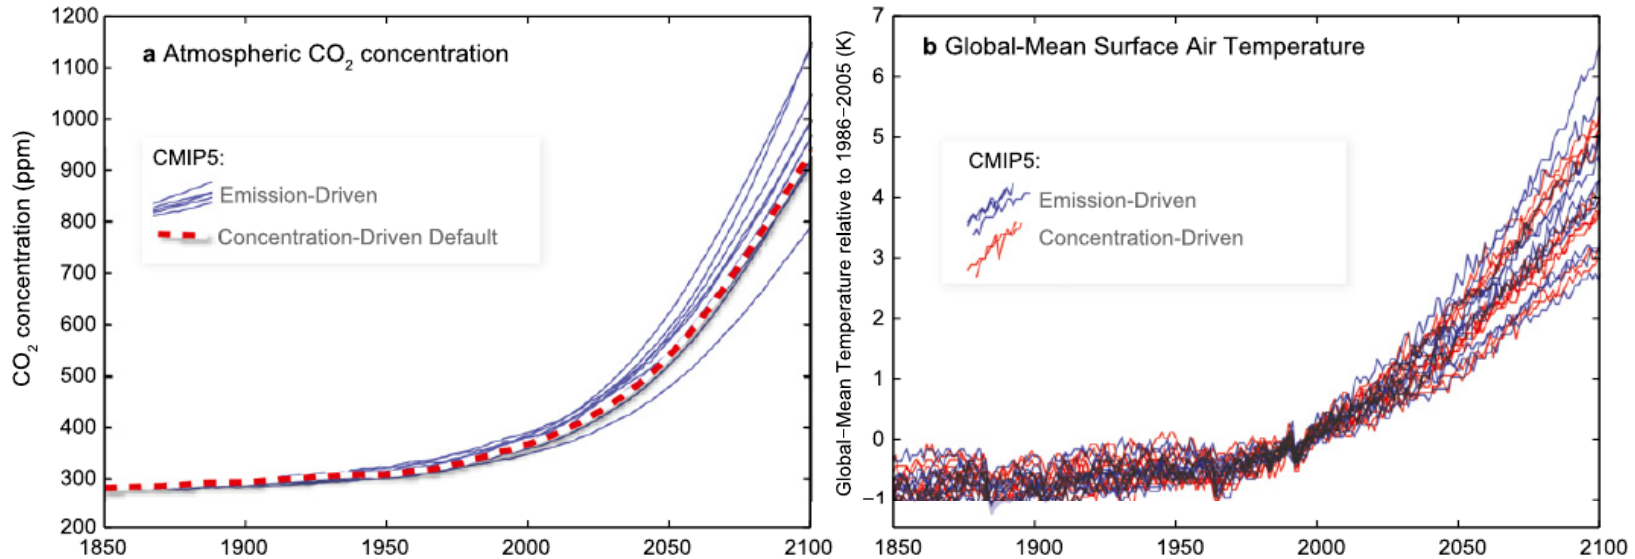 a Atmospheric CO2 concentration
CO2 concentration (ppm)
1200
1100
1000
900
800
700
600
500
400
300
200
CMIP5:
Emission-Driven
Concentration-Driven Default
1850 1900 1950 2000 2050 2100
b Global-Mean Surface Air Temperature
Global−Mean Temperature relative to 1986−2005 (K)
7
6
5
4
3
2
1
0
−1
CMIP5:
Emission-Driven
Concentration-Driven
1850 1900 1950 2000 2050 2100